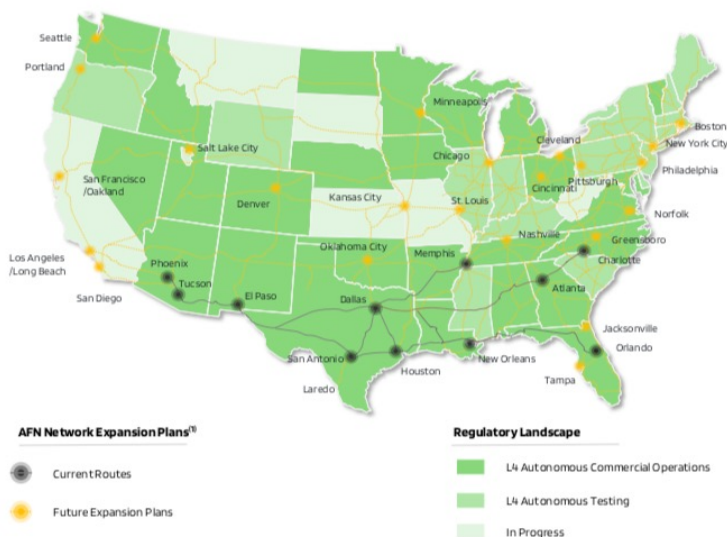 Seattle
Portland
Minneapolis
Boston
Cleveland
New York City
Salt Lake City
Chicago
Philadelphia
San Francisco
/Oakland
Pittsburgh
Cincinnati
Denver
Kansas City
St. Louis
Norfolk
Nashville
Greensboro
Oklahoma City
Memphis
Los Angeles
/Long Beach
Phoenix
Charlotte
Tucson
El Paso
Atlanta
San Diego
Dallas
Jacksonville
Orlando
San Antonio
New Orleans
Houston
Tampa
Laredo
AFN Network Expansion Plans(1)
Current Routes
Future Expansion Plans
Regulatory Landscape
L4 Autonomous Commercial Operations
L4 Autonomous Testing
In Progress